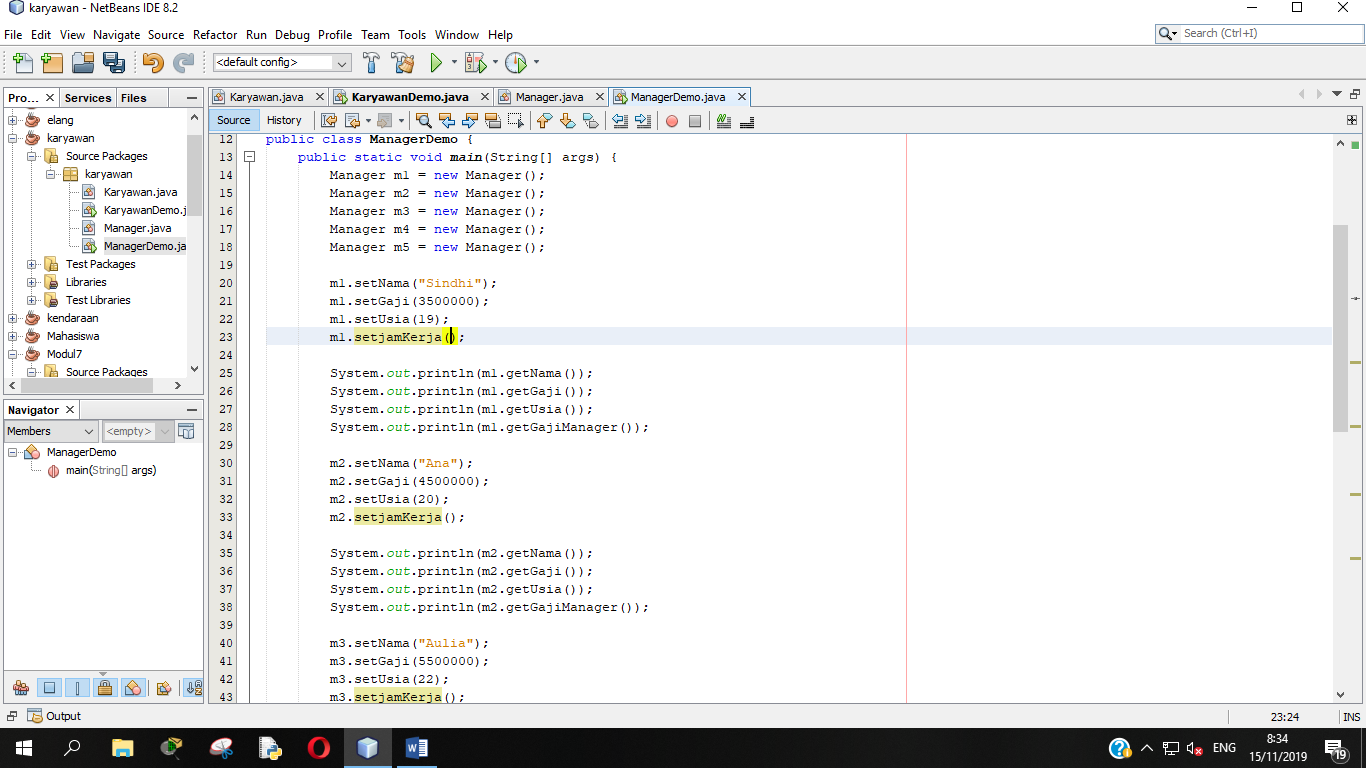 karyawan - NetBeans IDE 8.2
File Edit View Navigate Source Refactor Run Debug Profile Team Tools Window Help
Search (Ctrl+I)
<default config>
Pro... Services Files
Karyawan.java KaryawanDemo.java Manager.java ManagerDemo.java
Source History
elang
karyawan
Source Packages
karyawan
Karyawan.java
KaryawanDemo.j
Manager.java
ManagerDemo.ja
Test Packages
Libraries
Test Libraries
kendaraan
Mahasiswa
Modul7
Source Packages
Navigator
Members <empty>
ManagerDemo
main(String[] args)
12 public class ManagerDemo {
13 public static void main(String[] args) {
14 Manager m1 = new Manager();
15 Manager m2 = new Manager();
16 Manager m3 = new Manager();
17 Manager m4 = new Manager();
18 Manager m5 = new Manager();
19
20 m1.setNama("Sindhi");
21 m1.setGaji(3500000);
22 m1.setUsia(19);
23 m1.setjamKerja();
24
25 System.out.println(m1.getNama());
26 System.out.println(m1.getGaji());
27 System.out.println(m1.getUsia());
28 System.out.println(m1.getGajiManager());
29
30 m2.setNama("Ana");
31 m2.setGaji(4500000);
32 m2.setUsia(20);
33 m2.setjamKerja();
34
35 System.out.println(m2.getNama());
36 System.out.println(m2.getGaji());
37 System.out.println(m2.getUsia());
38 System.out.println(m2.getGajiManager());
39
40 m3.setNama("Aulia");
41 m3.setGaji(5500000);
42 m3.setUsia(22);
43 m3.setjamKerja();
Output
23:24 INS
ENG
8:34
15/11/2019
19